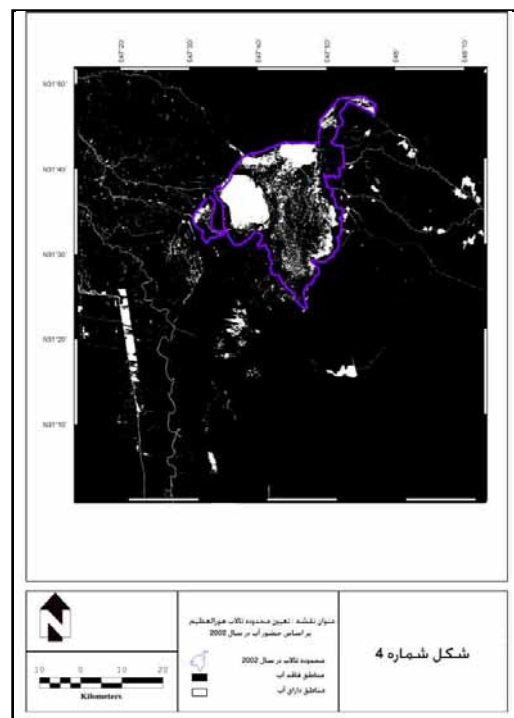 E47°20' E47°30' E47°40' E47°50' E48° E48°10'
N31°50'
N31°40'
N31°30'
N31°20'
N31°10'
N
10 0 10 20
Kilometers
عنوان نقشه : تعیین محدوده تالاب هورالعظیم
بر اساس حضور آب در سال 2002
محدوده تالاب در سال 2002
مناطق فاقد آب
مناطق دارای آب
شکل شماره 4